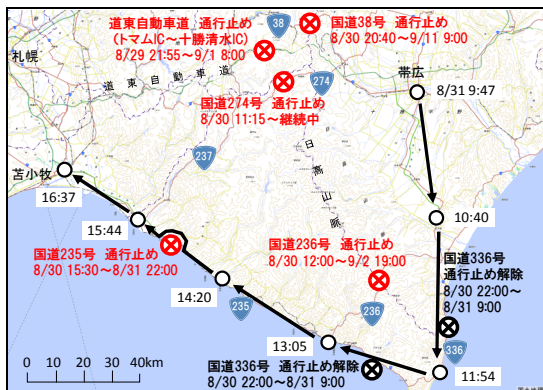 道東自動車道 通行止め
(トマムIC～十勝清水IC)
8/29 21:55～9/1 8:00
38
国道38号 通行止め
8/30 20:40～9/11 9:00
札幌
道東自動車道
274
帯広
8/31 9:47
国道274号 通行止め
8/30 11:15～継続中
日高山脈
237
苫小牧
16:37
15:44
10:40
国道235号 通行止め
8/30 15:30～8/31 22:00
国道236号 通行止め
8/30 12:00～9/2 19:00
国道336号
通行止め解除
8/30 22:00～
8/31 9:00
14:20
235
236
13:05
336
11:54
国道336号 通行止め解除
8/30 22:00～8/31 9:00
0 10 20 30 40km